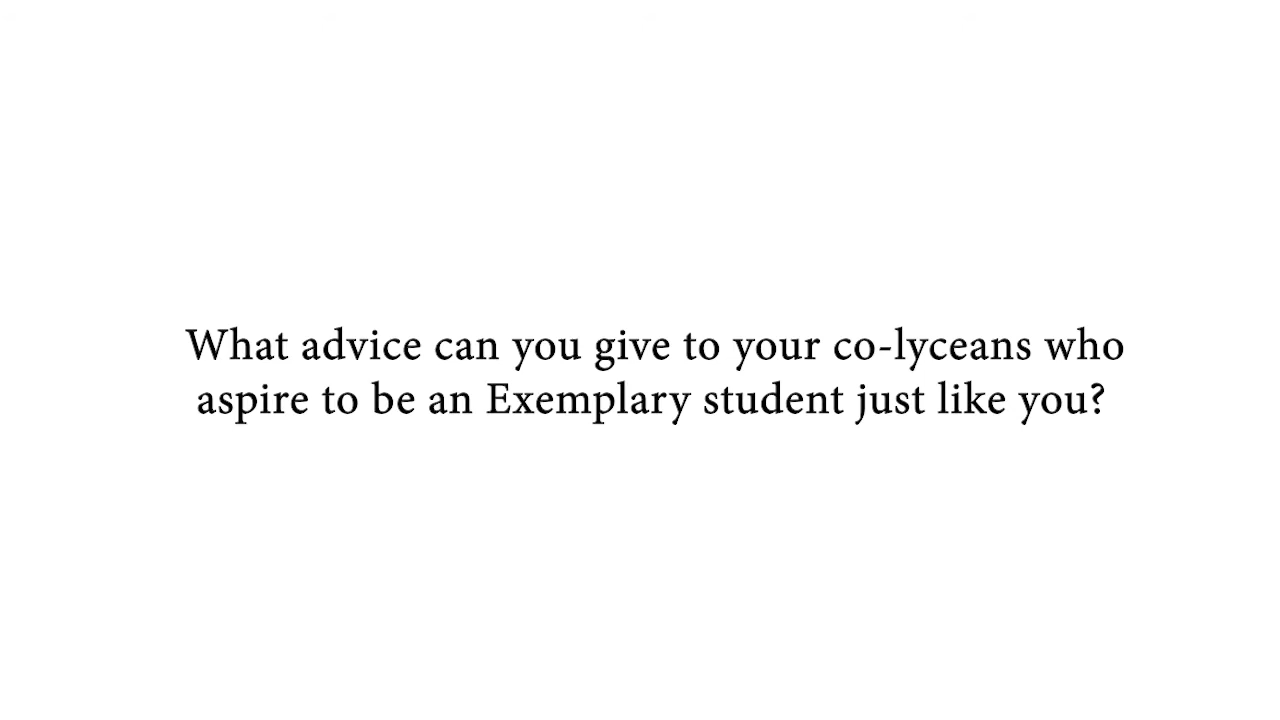 What advice can you give to your co-lyceans who
aspire to be an Exemplary student just like you?